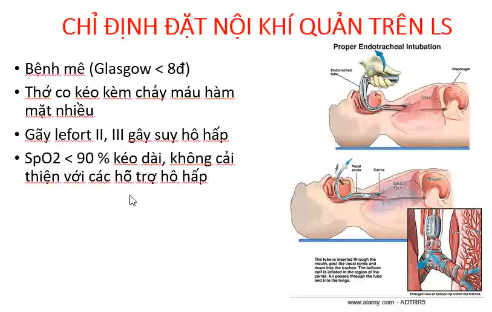 CHỈ ĐỊNH ĐẶT NỘI KHÍ QUẢN TRÊN LS
Proper Endotracheal Intubation
• Bệnh mê (Glasgow < 8đ)
• Thớ co kéo kèm chảy máu hàm
mặt nhiều
• Gãy lefort II, III gây suy hô hấp
• SpO2 < 90 % kéo dài, không cải
thiện với các hỗ trợ hô hấp
Endotracheal
tube
Diaphragm
Vocal
cords
The tube is inserted through the
mouth, past the vocal cords and
down into the trachea. The balloon
cuff is inflated in the region of the
carina. Air passes through the tube
and into the lungs.
www.alamy.com - ADTRR5